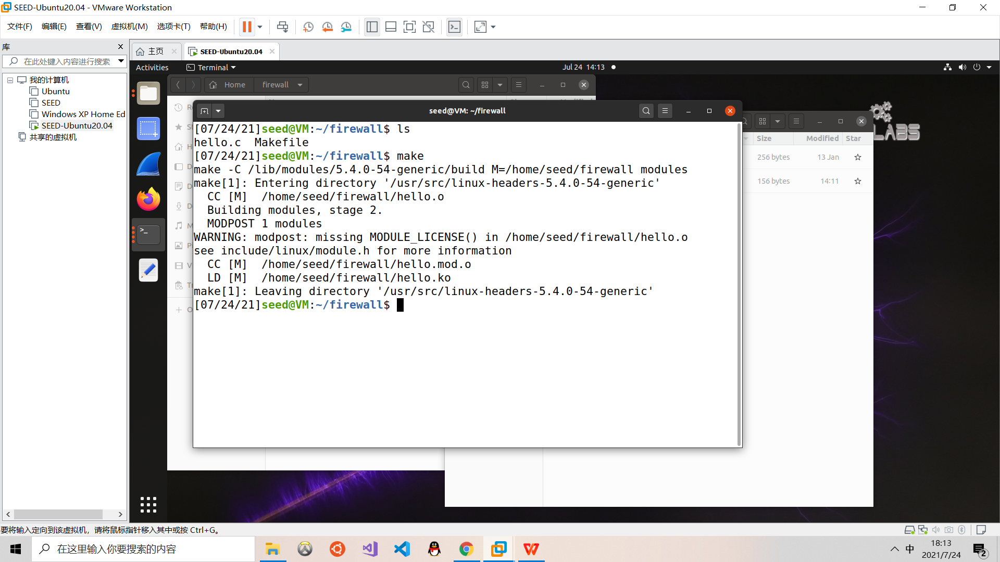 SEED-Ubuntu20.04 - VMware Workstation
文件(F) 编辑(E) 查看(V) 虚拟机(M) 选项卡(T) 帮助(H)
库
在此处键入内容进行搜索
我的计算机
Ubuntu
SEED
Windows XP Home Ed
SEED-Ubuntu20.04
共享的虚拟机
主页
SEED-Ubuntu20.04
Activities Terminal Jul 24 14:13
Home firewall
seed@VM: ~/firewall
[07/24/21]seed@VM:~/firewall$ ls
hello.c  Makefile
[07/24/21]seed@VM:~/firewall$ make
make -C /lib/modules/5.4.0-54-generic/build M=/home/seed/firewall modules
make[1]: Entering directory '/usr/src/linux-headers-5.4.0-54-generic'
  CC [M]  /home/seed/firewall/hello.o
  Building modules, stage 2.
  MODPOST 1 modules
WARNING: modpost: missing MODULE_LICENSE() in /home/seed/firewall/hello.o
see include/linux/module.h for more information
  CC [M]  /home/seed/firewall/hello.mod.o
  LD [M]  /home/seed/firewall/hello.ko
make[1]: Leaving directory '/usr/src/linux-headers-5.4.0-54-generic'
[07/24/21]seed@VM:~/firewall$
LABS
Size Modified Star
256 bytes 13 Jan
156 bytes 14:11
要将输入定向到该虚拟机，请将鼠标指针移入其中或按 Ctrl+G。
在这里输入你要搜索的内容
中
18:13
2021/7/24
2